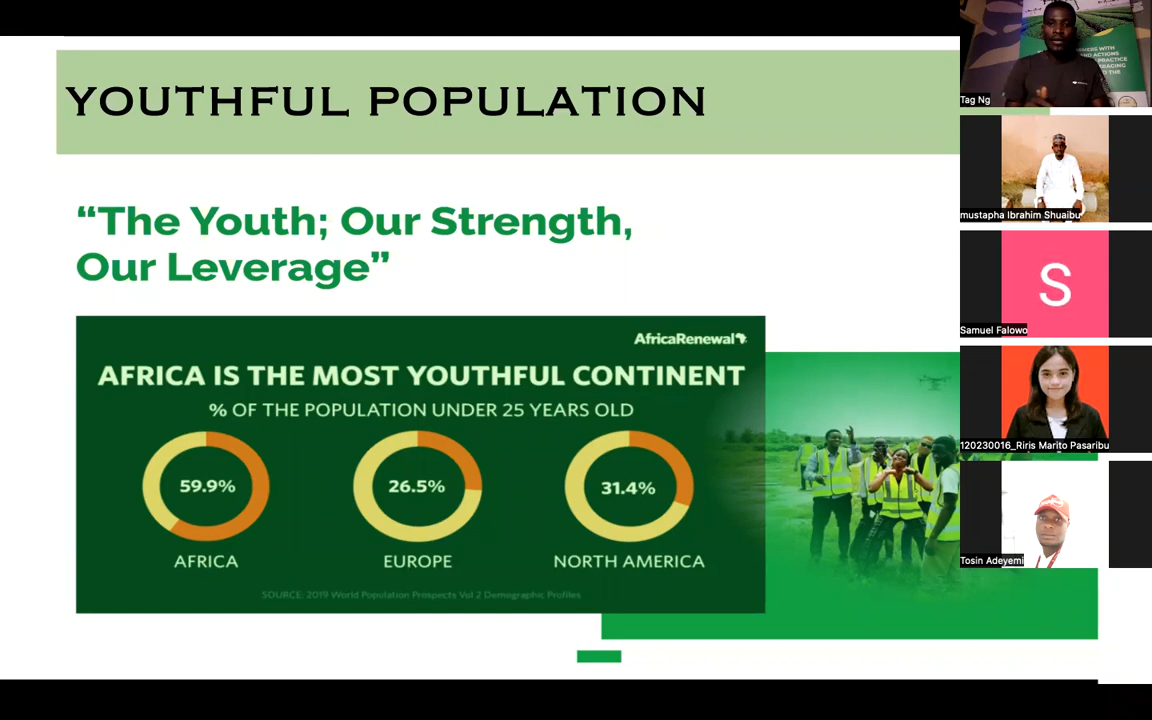 YOUTHFUL POPULATION
“The Youth; Our Strength,
Our Leverage”
AfricaRenewal
AFRICA IS THE MOST YOUTHFUL CONTINENT
% OF THE POPULATION UNDER 25 YEARS OLD
59.9%
26.5%
31.4%
AFRICA
EUROPE
NORTH AMERICA
SOURCE: 2019 World Population Prospects Vol 2 Demographic Profiles
Tag Ng
mustapha Ibrahim Shuaibu
S
Samuel Falowo
120230016_Riris Marito Pasaribu
Tosin Adeyemi